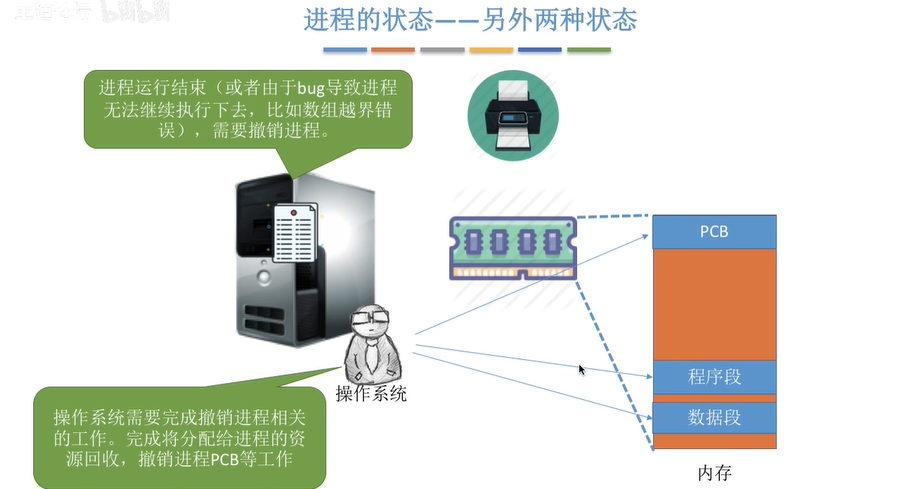 bilibili
进程的状态——另外两种状态
进程运行结束（或者由于bug导致进程
无法继续执行下去，比如数组越界错
误），需要撤销进程。
PCB
程序段
操作系统
数据段
操作系统需要完成撤销进程相关
的工作。完成将分配给进程的资
源回收，撤销进程PCB等工作
内存